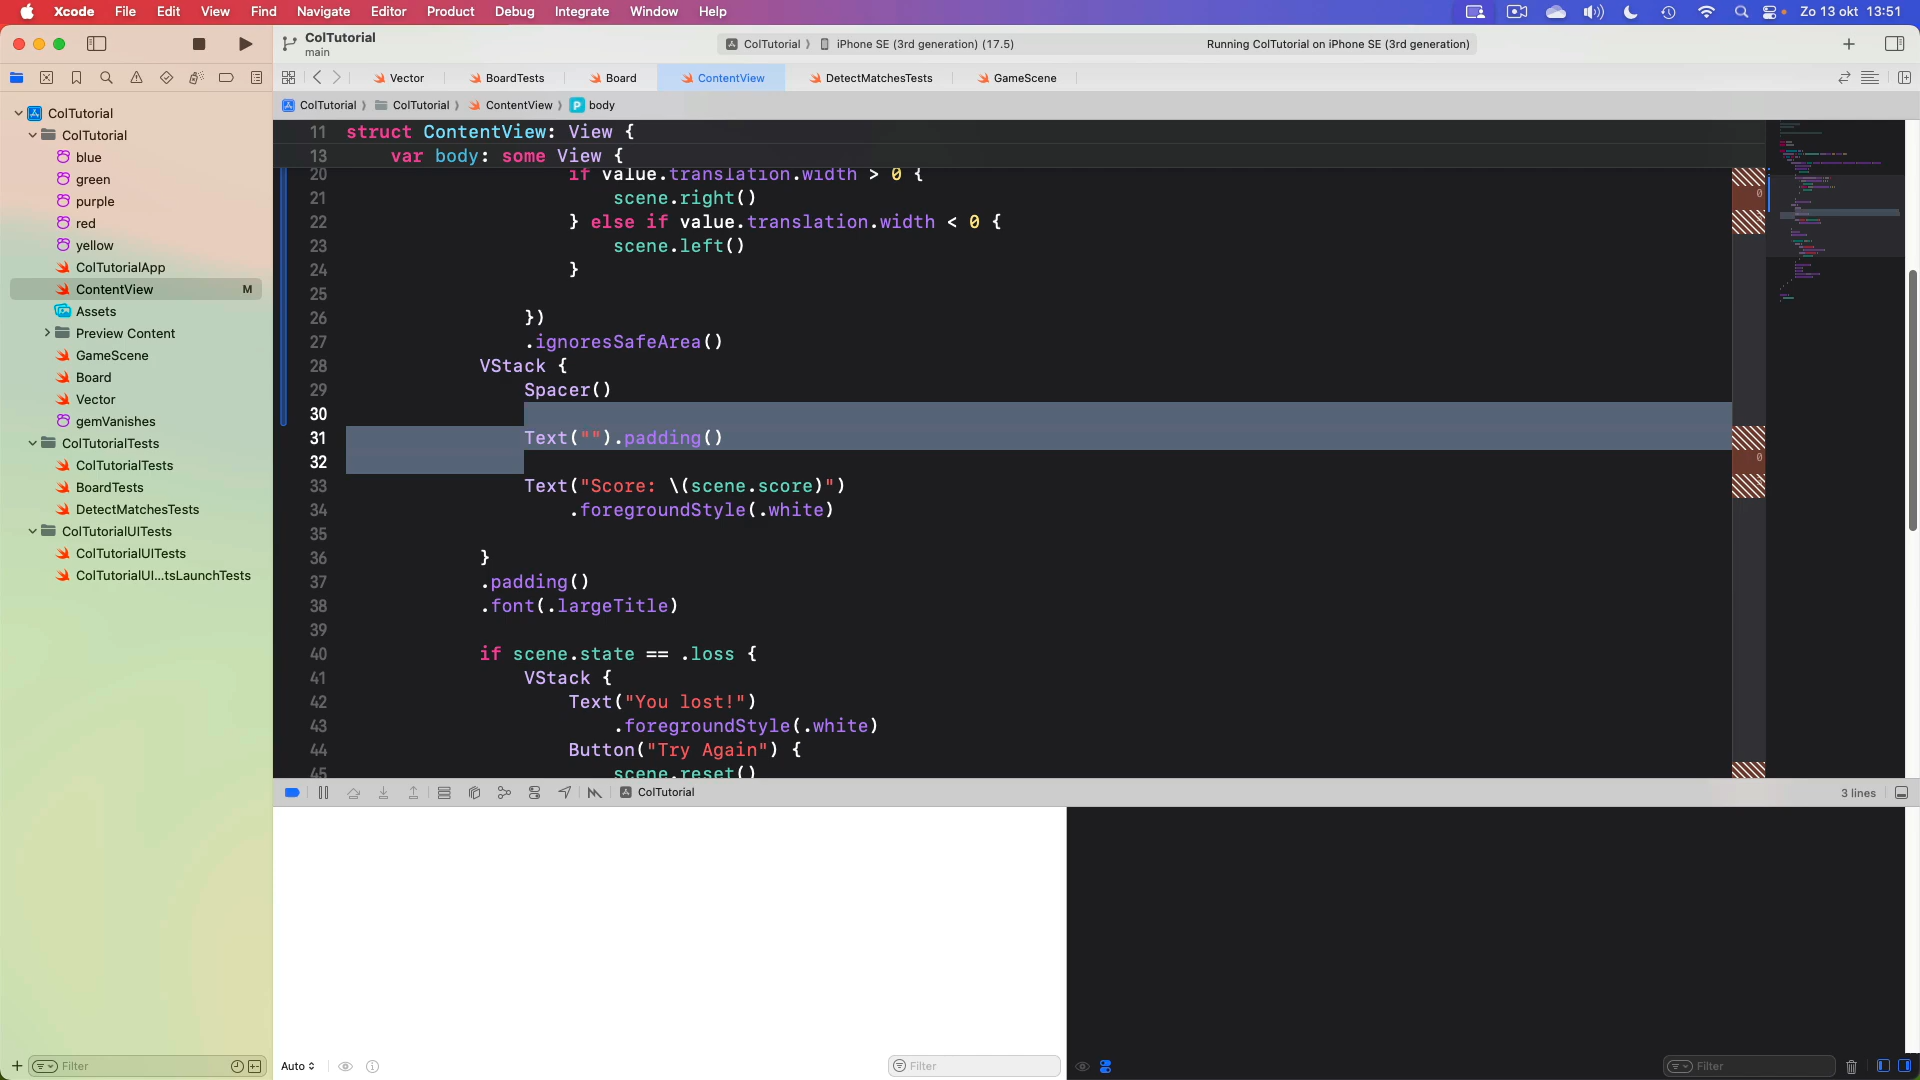 Xcode File Edit View Find Navigate Editor Product Debug Integrate Window Help Zo 13 okt 13:51
ColTutorial
main
ColTutorial iPhone SE (3rd generation) (17.5) Running ColTutorial on iPhone SE (3rd generation)
Vector BoardTests Board ContentView DetectMatchesTests GameScene
ColTutorial ColTutorial ContentView P body
ColTutorial
ColTutorial
blue
green
purple
red
yellow
ColTutorialApp
ContentView M
Assets
Preview Content
GameScene
Board
Vector
gemVanishes
ColTutorialTests
ColTutorialTests
BoardTests
DetectMatchesTests
ColTutorialUITests
ColTutorialUITests
ColTutorialUI...tsLaunchTests
Filter
11 struct ContentView: View {
13 var body: some View {
20 if value.translation.width > 0 {
21 scene.right()
22 } else if value.translation.width < 0 {
23 scene.left()
24 }
25
26 })
27 .ignoresSafeArea()
28 VStack {
29 Spacer()
30
31 Text("").padding()
32
33 Text("Score: \(scene.score)")
34 .foregroundStyle(.white)
35
36 }
37 .padding()
38 .font(.largeTitle)
39
40 if scene.state == .loss {
41 VStack {
42 Text("You lost!")
43 .foregroundStyle(.white)
44 Button("Try Again") {
45 scene.reset()
ColTutorial 3 lines
Auto Filter Filter